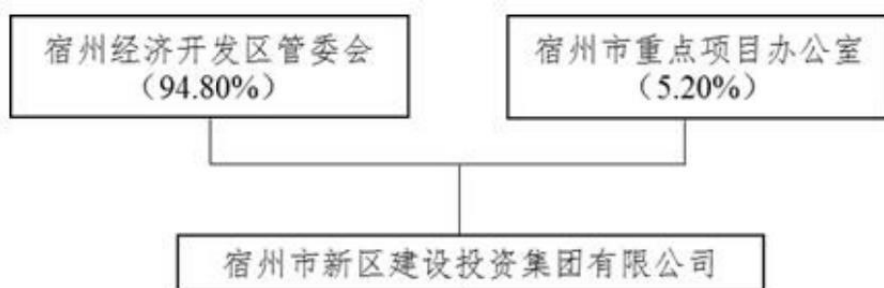 宿州经济开发区管委会
（94.80%）
宿州市重点项目办公室
（5.20%）
宿州市新区建设投资集团有限公司